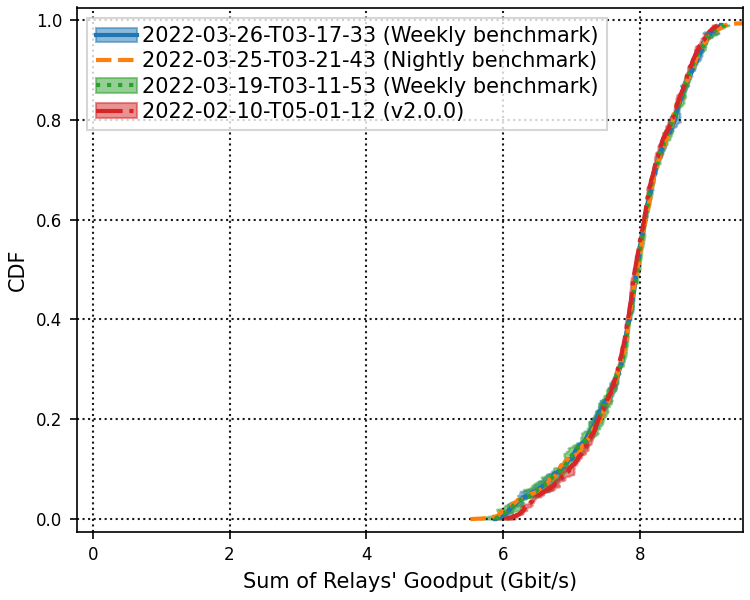 2022-03-26-T03-17-33 (Weekly benchmark)
2022-03-25-T03-21-43 (Nightly benchmark)
2022-03-19-T03-11-53 (Weekly benchmark)
2022-02-10-T05-01-12 (v2.0.0)
1.0
0.8
0.6
0.4
0.2
0.0
CDF
0 2 4 6 8
Sum of Relays' Goodput (Gbit/s)